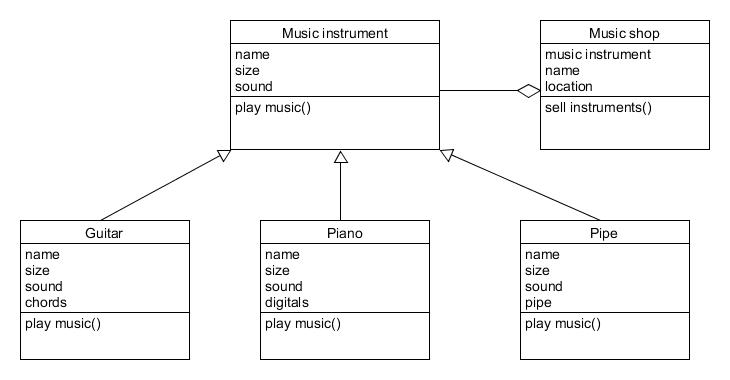 Music instrument
name
size
sound
play music()
Music shop
music instrument
name
location
sell instruments()
Guitar
name
size
sound
chords
play music()
Piano
name
size
sound
digitals
play music()
Pipe
name
size
sound
pipe
play music()